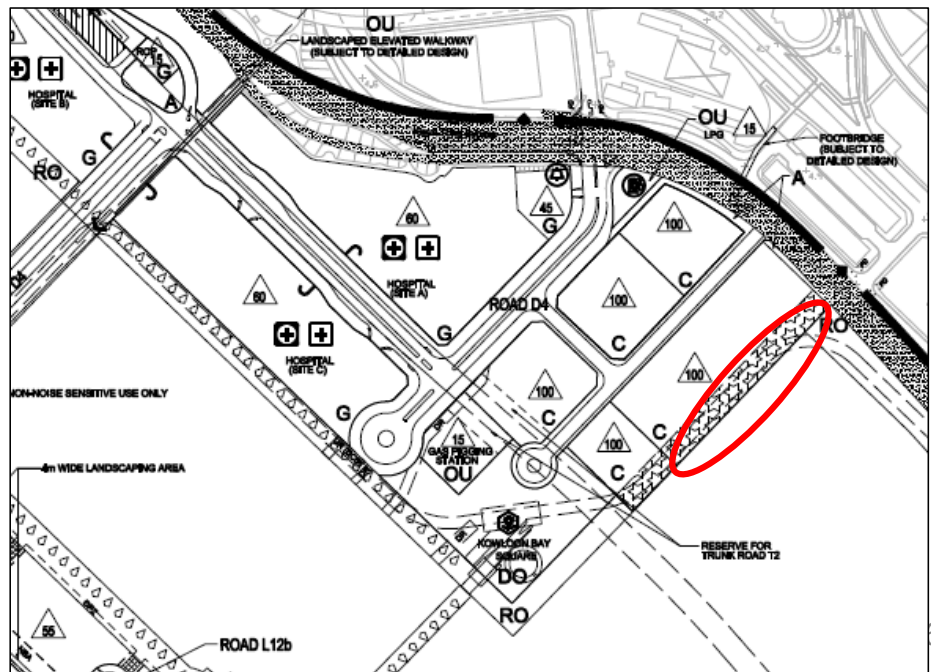 OU
LANDSCAPED ELEVATED WALKWAY
(SUBJECT TO DETAILED DESIGN)
RCP
15
G
A
HOSPITAL
(SITE B)
G
RO
OU
LPG
15
FOOTBRIDGE
(SUBJECT TO
DETAILED DESIGN)
A
60
45
G
100
C
HOSPITAL
(SITE A)
G
ROAD D4
100
C
D4
60
HOSPITAL
(SITE C)
G
RO
100
C
100
C
100
C
NON-NOISE SENSITIVE USE ONLY
15
GAS PIGGING
STATION
OU
4m WIDE LANDSCAPING AREA
KOWLOON BAY
SQUARE
DO
RO
RESERVE FOR
TRUNK ROAD T2
55
ROAD L12b